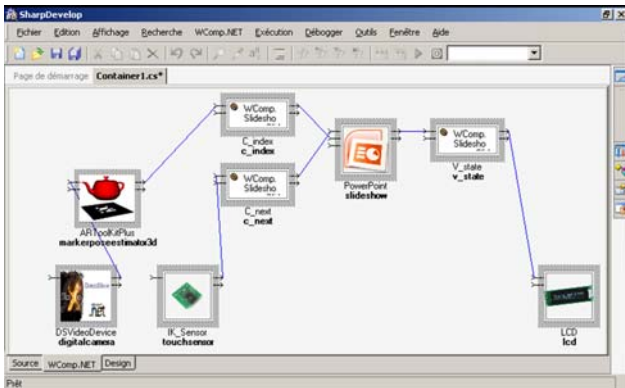 SharpDevelop
Fichier Edition Affichage Recherche WComp.NET Exécution Débogger Outils Fenêtre Aide
Page de démarrage Container1.cs*
WComp.
Slidesho
C_index
c_index
WComp.
Slidesho
C_next
c_next
PowerPoint
slideshow
WComp.
Slidesho
V_state
v_state
ARToolKitPlus
markerposeestimator3d
DSVideoDevice
digitalcamera
IK_Sensor
touchsensor
LCD
lcd
Source WComp.NET Design
Prêt